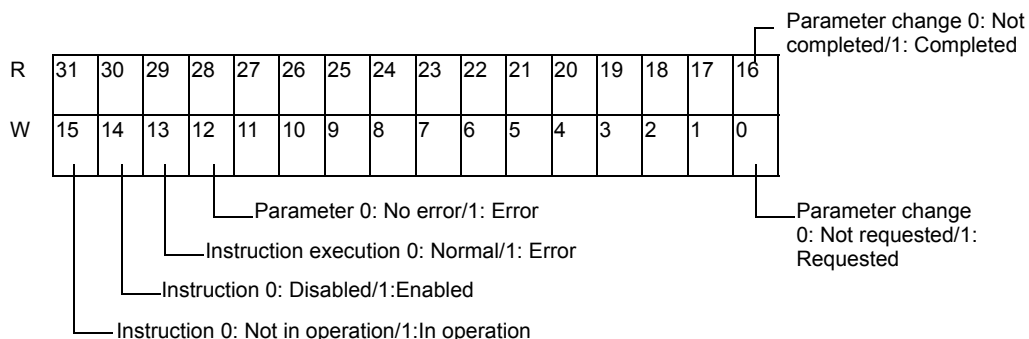 Parameter change 0: Not
completed/1: Completed
R 31 30 29 28 27 26 25 24 23 22 21 20 19 18 17 16
W 15 14 13 12 11 10 9 8 7 6 5 4 3 2 1 0
Parameter 0: No error/1: Error
Parameter change
0: Not requested/1:
Requested
Instruction execution 0: Normal/1: Error
Instruction 0: Disabled/1:Enabled
Instruction 0: Not in operation/1:In operation